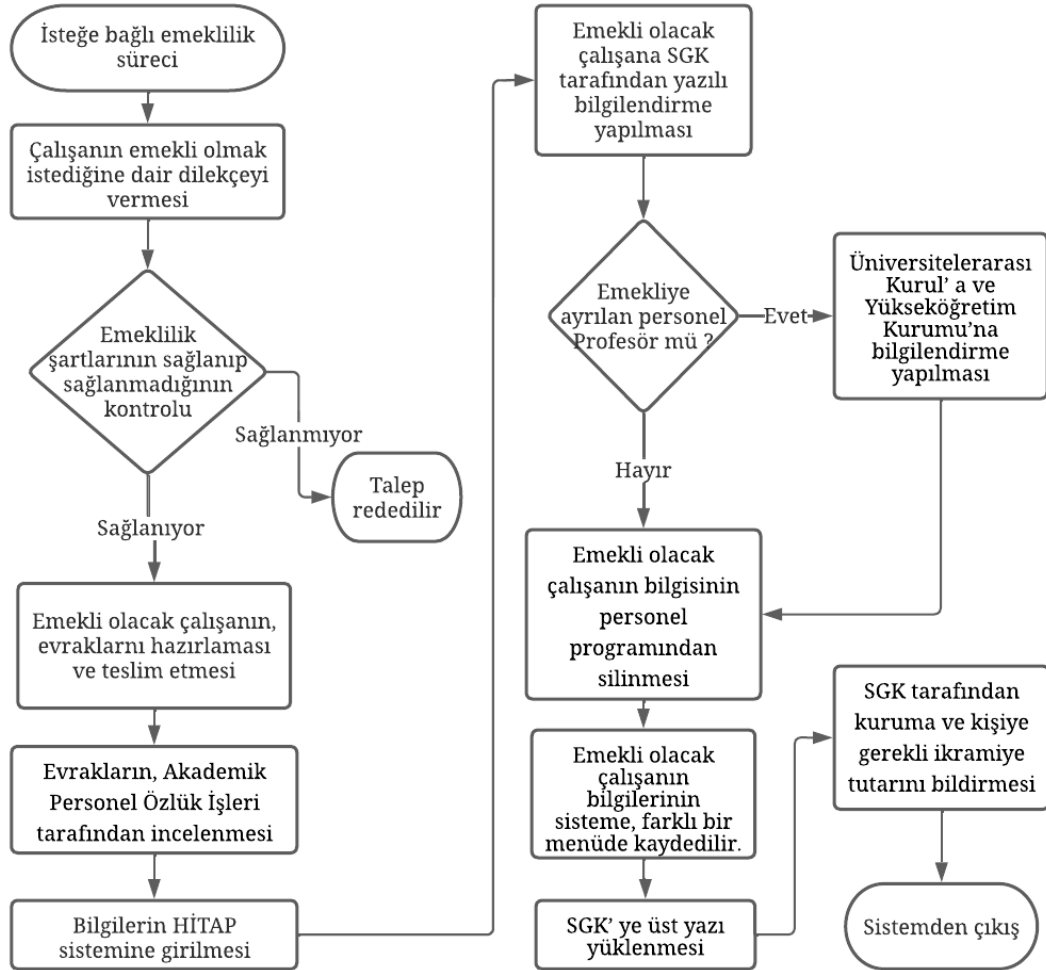 İsteğe bağlı emeklilik
süreci
Çalışanın emekli olmak
istediğine dair dilekçeyi
vermesi
Emeklilik
şartlarının sağlanıp
sağlanmadığının
kontrolu
Sağlanmıyor
Talep
rededilir
Sağlanıyor
Emekli olacak çalışanın,
evraklarnı hazırlaması
ve teslim etmesi
Evrakların, Akademik
Personel Özlük İşleri
tarafından incelenmesi
Bilgilerin HİTAP
sistemine girilmesi
Emekli olacak
çalışana SGK
tarafından yazılı
bilgilendirme
yapılması
Emekliye
ayrılan personel
Profesör mü ?
Evet
Üniversitelerarası
Kurul’ a ve
Yükseköğretim
Kurumu’na
bilgilendirme
yapılması
Hayır
Emekli olacak
çalışanın bilgisinin
personel
programından
silinmesi
Emekli olacak
çalışanın
bilgilerinin
sisteme, farklı bir
menüde kaydedilir.
SGK’ ye üst yazı
yüklenmesi
SGK tarafından
kuruma ve kişiye
gerekli ikramiye
tutarını bildirmesi
Sistemden çıkış